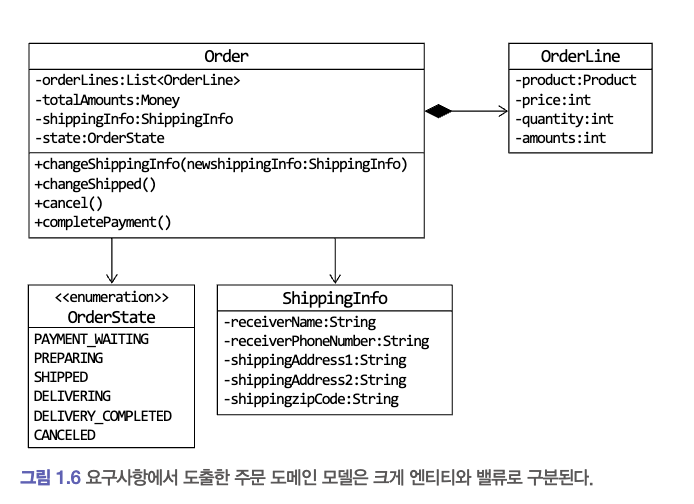 Order
-orderLines:List<OrderLine>
-totalAmounts:Money
-shippingInfo:ShippingInfo
-state:OrderState
+changeShippingInfo(newshippingInfo:ShippingInfo)
+changeShipped()
+cancel()
+completePayment()
OrderLine
-product:Product
-price:int
-quantity:int
-amounts:int
<<enumeration>>
OrderState
PAYMENT_WAITING
PREPARING
SHIPPED
DELIVERING
DELIVERY_COMPLETED
CANCELED
ShippingInfo
-receiverName:String
-receiverPhoneNumber:String
-shippingAddress1:String
-shippingAddress2:String
-shippingzipCode:String
그림 1.6 요구사항에서 도출한 주문 도메인 모델은 크게 엔티티와 밸류로 구분된다.